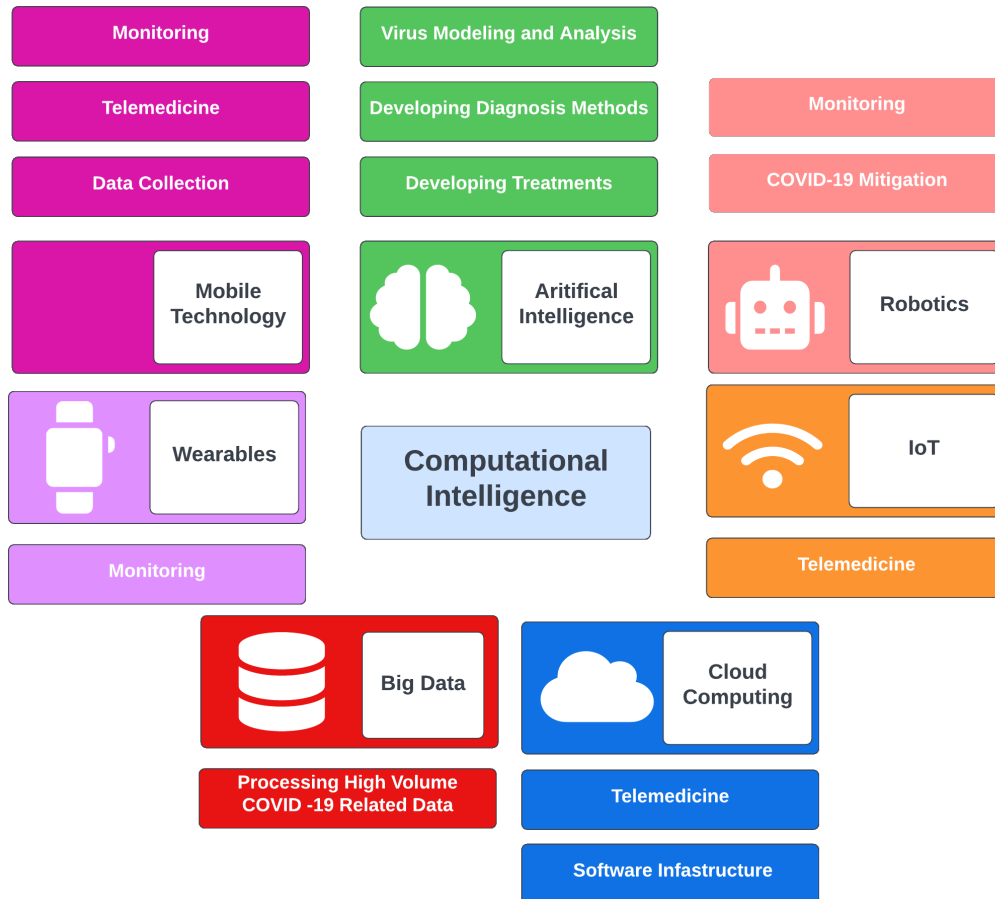 Monitoring
Telemedicine
Data Collection
Mobile
Technology
Virus Modeling and Analysis
Developing Diagnosis Methods
Developing Treatments
Aritifical
Intelligence
Monitoring
COVID-19 Mitigation
Robotics
Wearables
Monitoring
Computational
Intelligence
IoT
Telemedicine
Big Data
Processing High Volume
COVID -19 Related Data
Cloud
Computing
Telemedicine
Software Infastructure